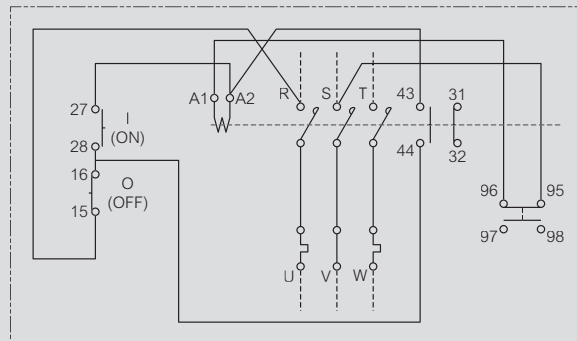 R S T 43 31
A1 A2
27 I
(ON)
28
44 32
16 O
(OFF)
15
96 95
97 98
U V W